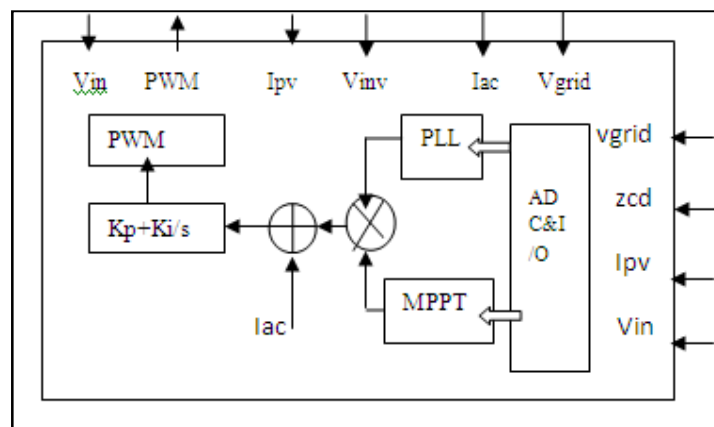 Vin PWM Ipv Vinv Iac Vgrid
PWM
PLL
vgrid
zcd
AD
C&I
/O
Kp+Ki/s
Ipv
MPPT
Iac
Vin